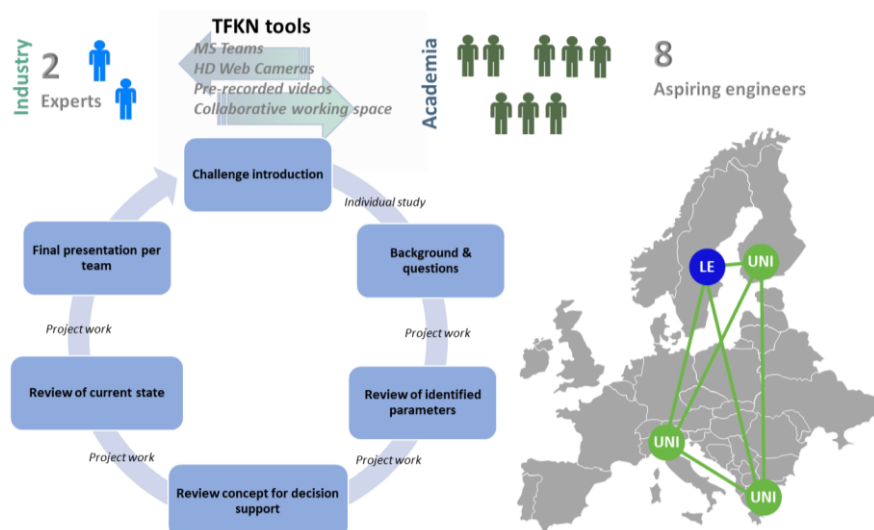 TFKN tools
MS Teams
HD Web Cameras
Pre-recorded videos
Collaborative working space
Industry
2
Experts
Academia
8
Aspiring engineers
Challenge introduction
Individual study
Background &
questions
Project work
Review of identified
parameters
Project work
Review concept for decision
support
Project work
Review of current state
Project work
Final presentation per
team
LE
UNI
UNI
UNI